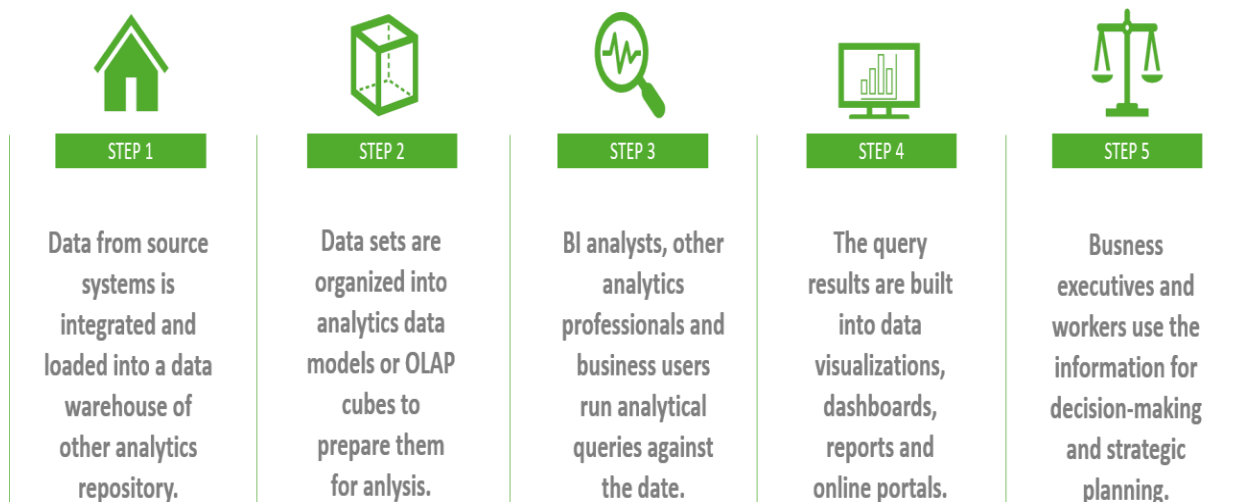 STEP 1
Data from source
systems is
integrated and
loaded into a data
warehouse of
other analytics
repository.
STEP 2
Data sets are
organized into
analytics data
models or OLAP
cubes to
prepare them
for anlysis.
STEP 3
BI analysts, other
analytics
professionals and
business users
run analytical
queries against
the date.
STEP 4
The query
results are built
into data
visualizations,
dashboards,
reports and
online portals.
STEP 5
Busness
executives and
workers use the
information for
decision-making
and strategic
planning.